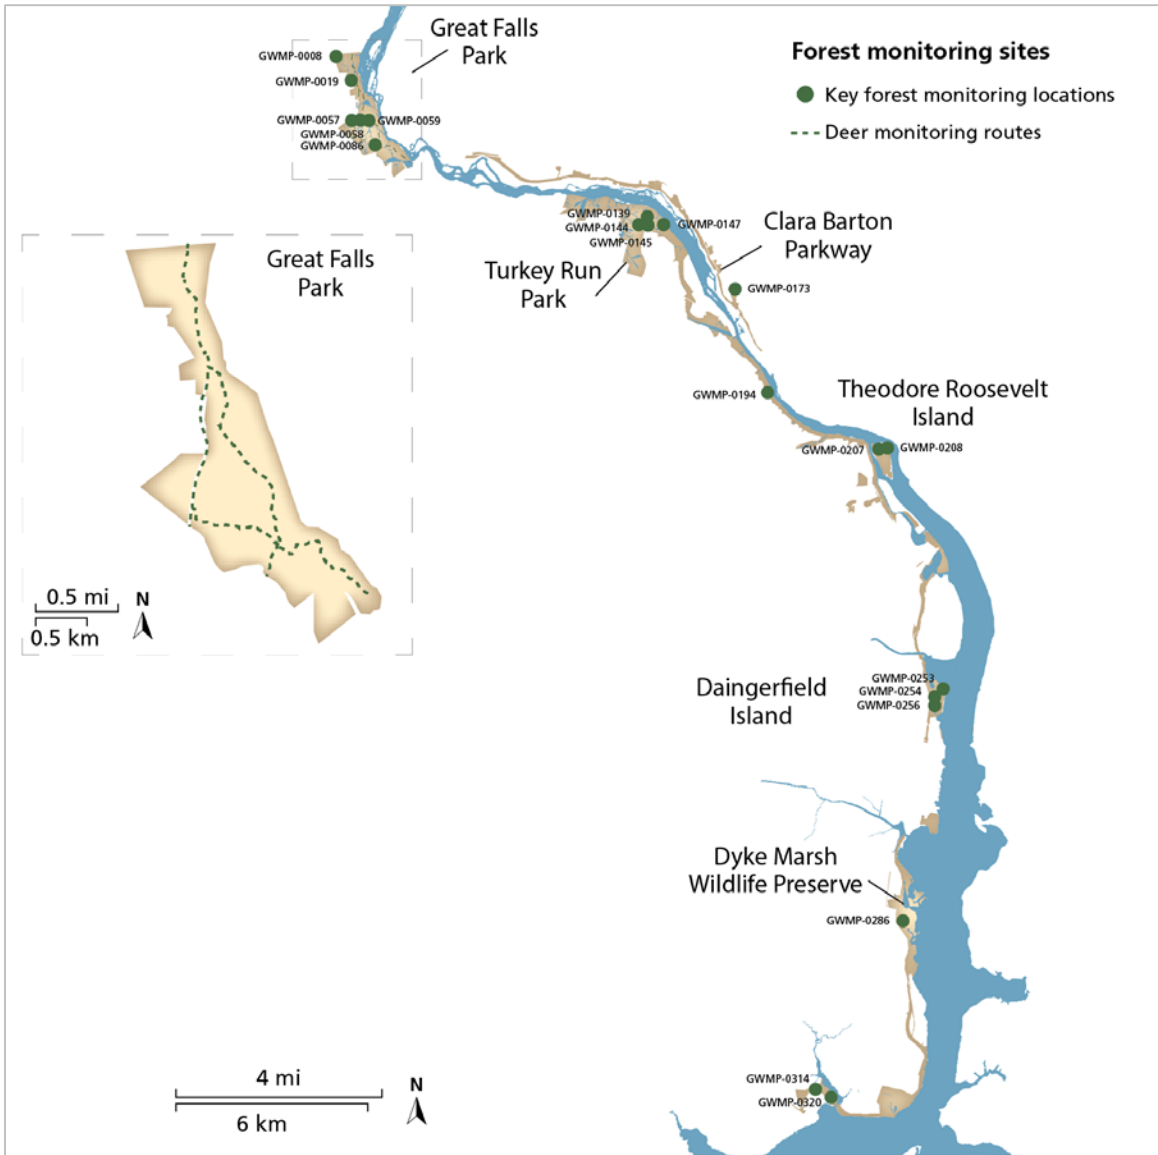 Great Falls
Park
Forest monitoring sites
Key forest monitoring locations
Deer monitoring routes
GWMP-0008
GWMP-0019
GWMP-0057
GWMP-0059
GWMP-0058
GWMP-0086
GWMP-0139
GWMP-0144
GWMP-0147
GWMP-0145
Clara Barton
Parkway
Turkey Run
Park
GWMP-0173
Great Falls
Park
0.5 mi
N
0.5 km
GWMP-0194
Theodore Roosevelt
Island
GWMP-0207
GWMP-0208
Daingerfield
Island
GWMP-0253
GWMP-0254
GWMP-0256
Dyke Marsh
Wildlife Preserve
GWMP-0286
GWMP-0314
GWMP-0320
4 mi
N
6 km